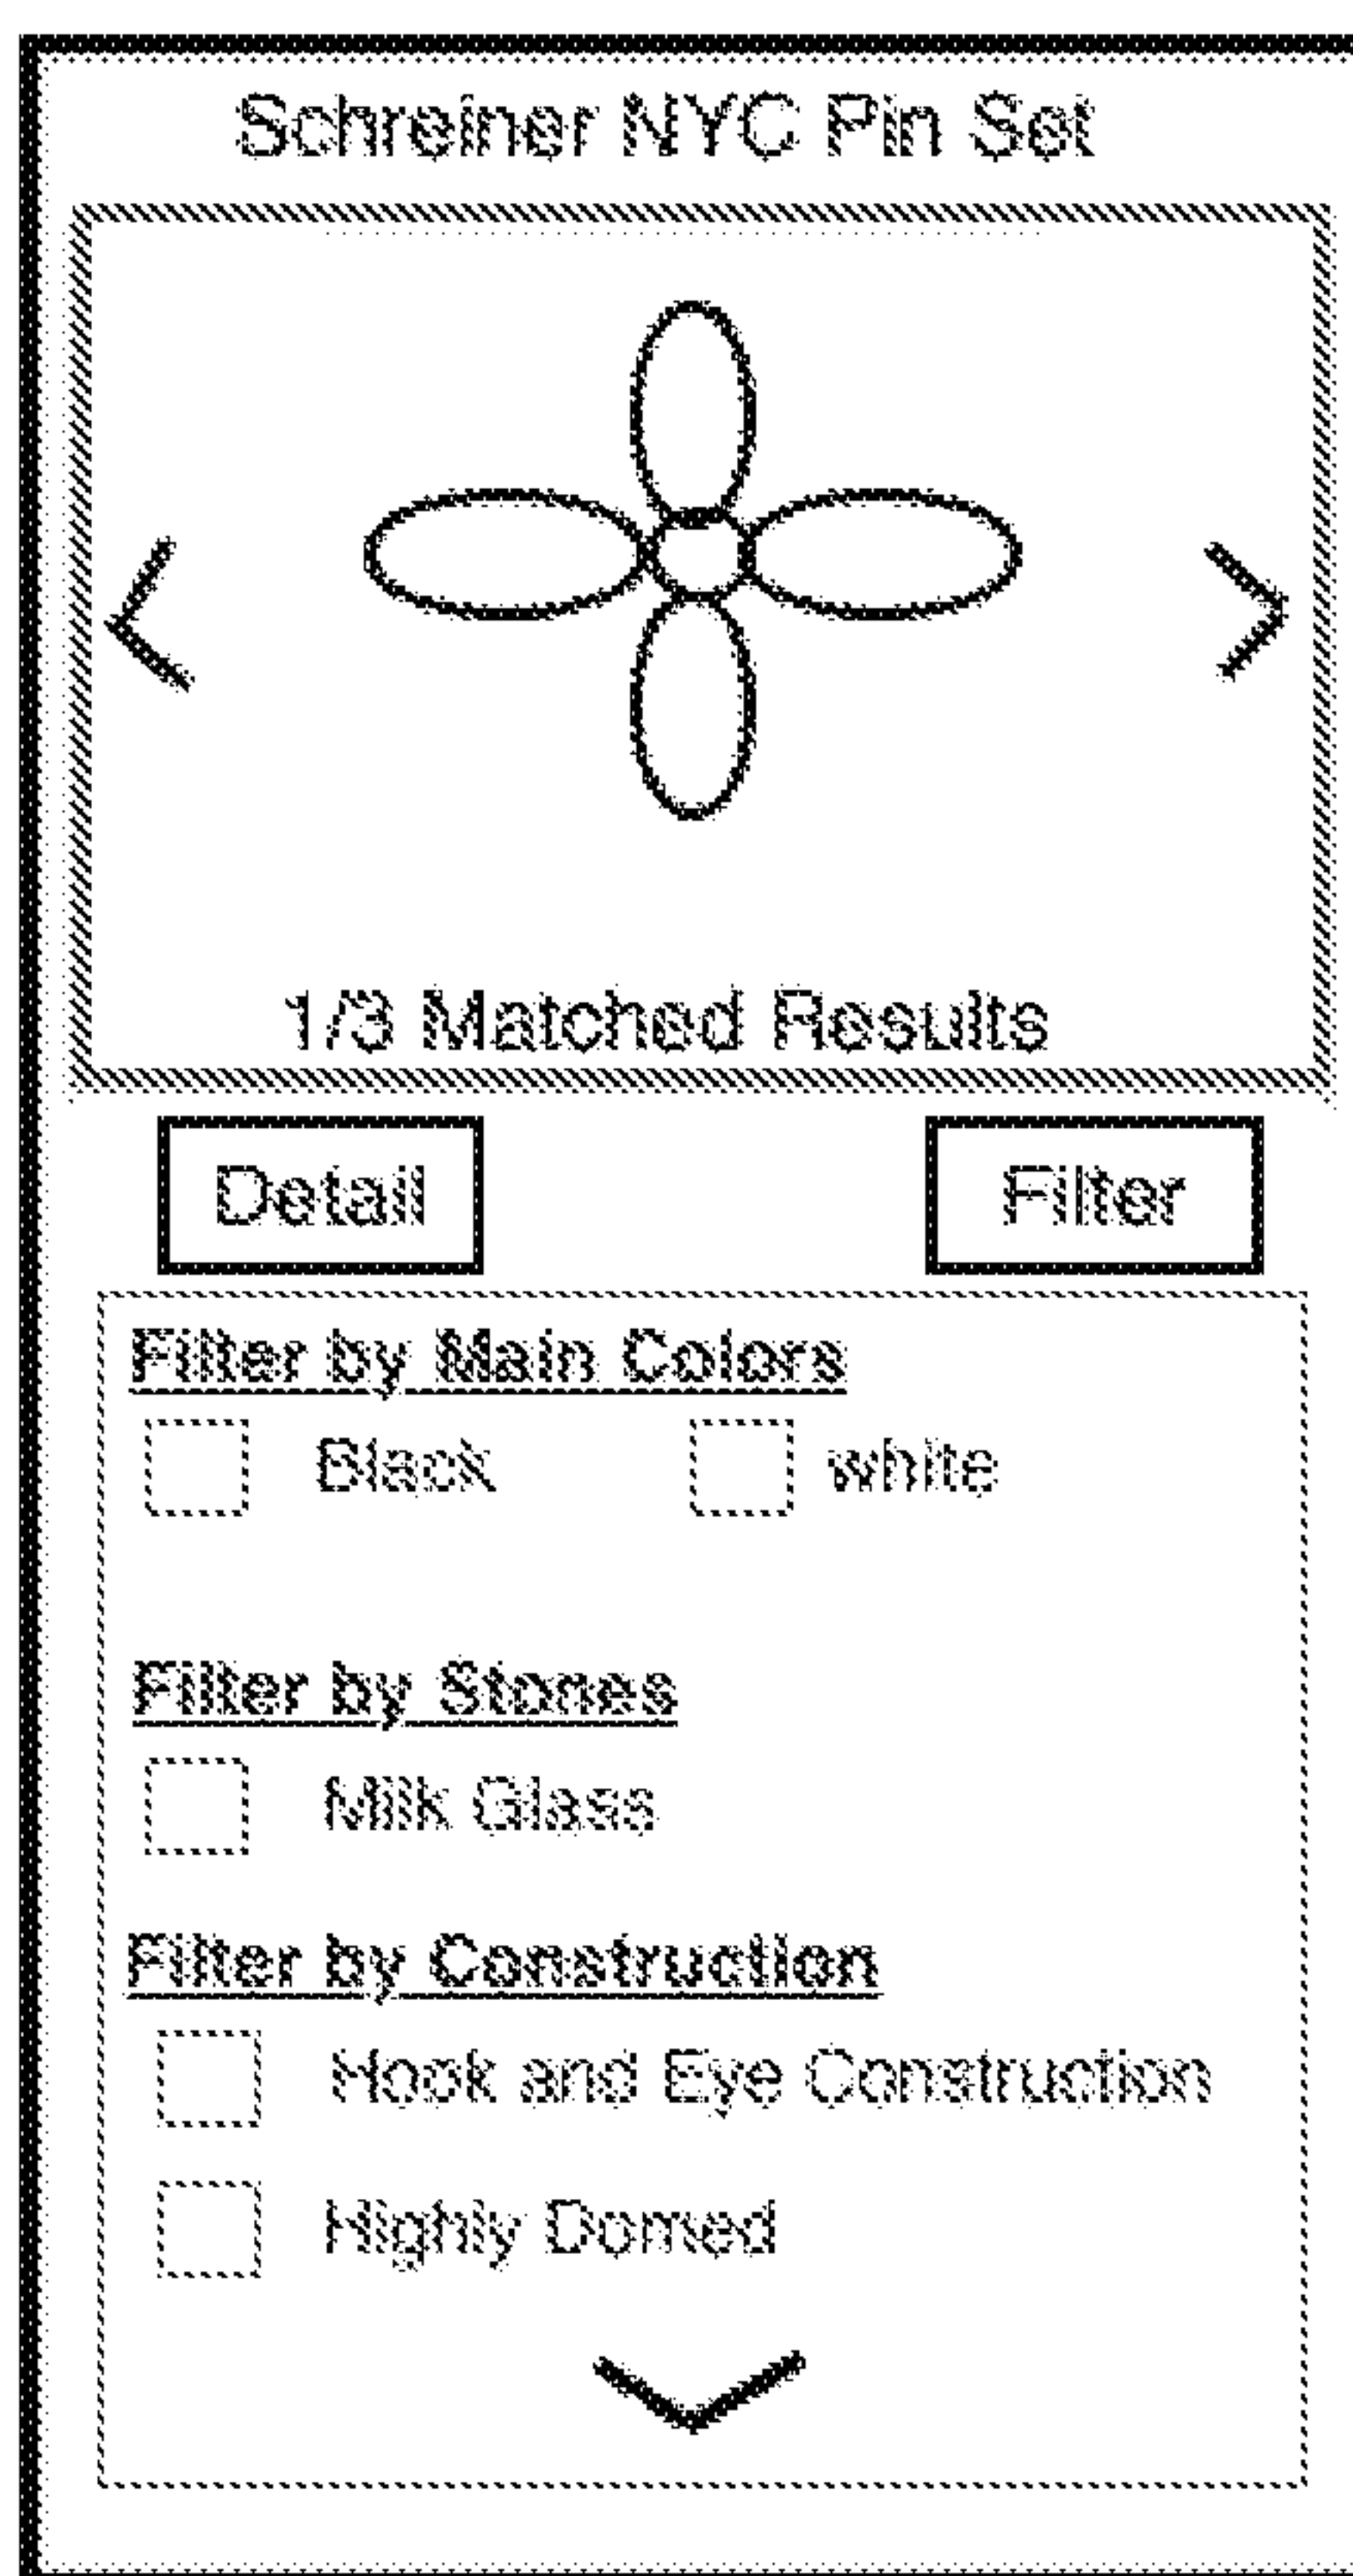 Schreiner NYC Pin Set
1/3 Matched Results
Detail Filter
Filter by Main Colors
Black white
Filter by Stones
Milk Glass
Filter by Construction
Hook and Eye Construction
Highly Domed